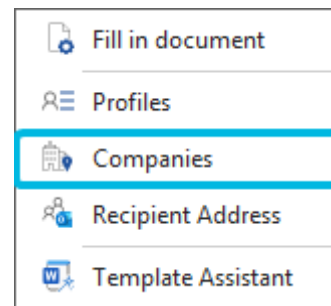 Fill in document
Profiles
Companies
Recipient Address
Template Assistant